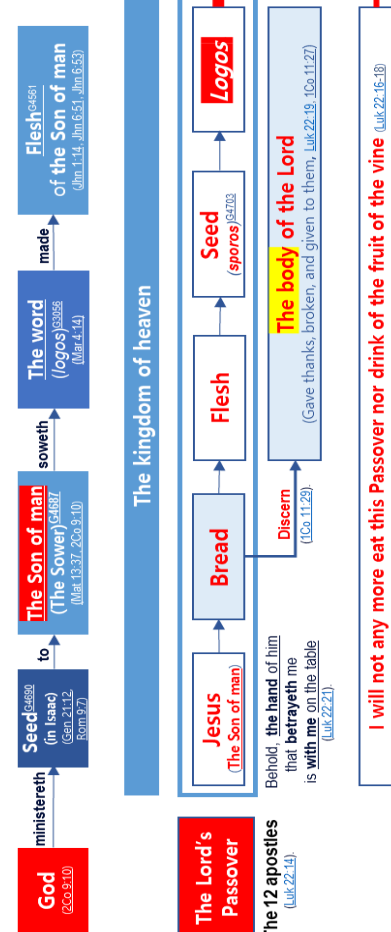 God
(2Co 9:10)
ministereth
Seed G4690
(in Isaac)
(Gen 21:12,
Rom 9:7)
to
The Son of man
(The Sower) G4687
(Mat 13:37, 2Co 9:10)
soweth
The word
(logos) G3056
(Mar 4:14)
made
Flesh G4561
of the Son of man
(Jhn 1:14, Jhn 6:51, Jhn 6:53)
The kingdom of heaven
The Lord's
Passover
The 12 apostles
(Luk 22:14).
Jesus
(The Son of man)
Bread
Flesh
Seed
(sporos) G4703
Logos
Behold, the hand of him
that betrayeth me
is with me on the table
(Luk 22:21).
Discern
(1Co 11:29).
The body of the Lord
(Gave thanks, broken, and given to them, Luk 22:19, 1Co 11:27)
I will not any more eat this Passover nor drink of the fruit of the vine (Luk 22:16-18)